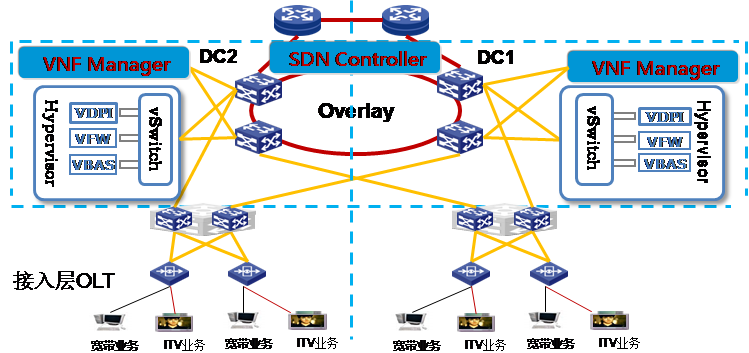 DC2
SDN Controller
DC1
VNF Manager
VNF Manager
Overlay
Hypervisor
VDPI
VFW
VBAS
vSwitch
vSwitch
VDPI
VFW
VBAS
Hypervisor
接入层OLT
宽带业务
ITV业务
宽带业务
ITV业务
宽带业务
ITV业务
宽带业务
ITV业务